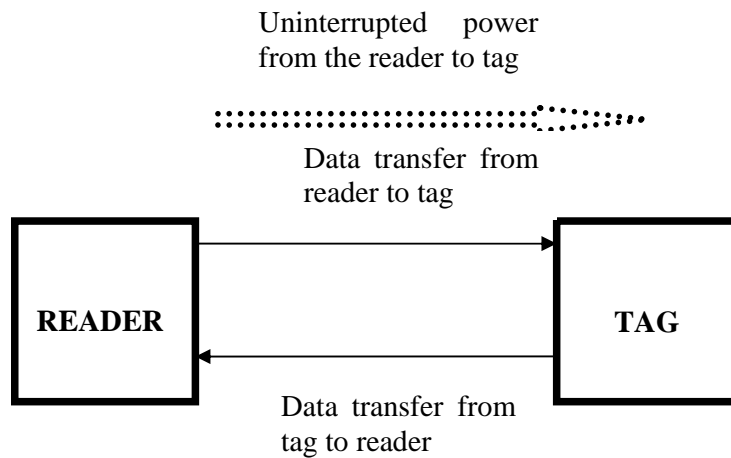 Uninterrupted power
from the reader to tag
Data transfer from
reader to tag
READER
TAG
Data transfer from
tag to reader